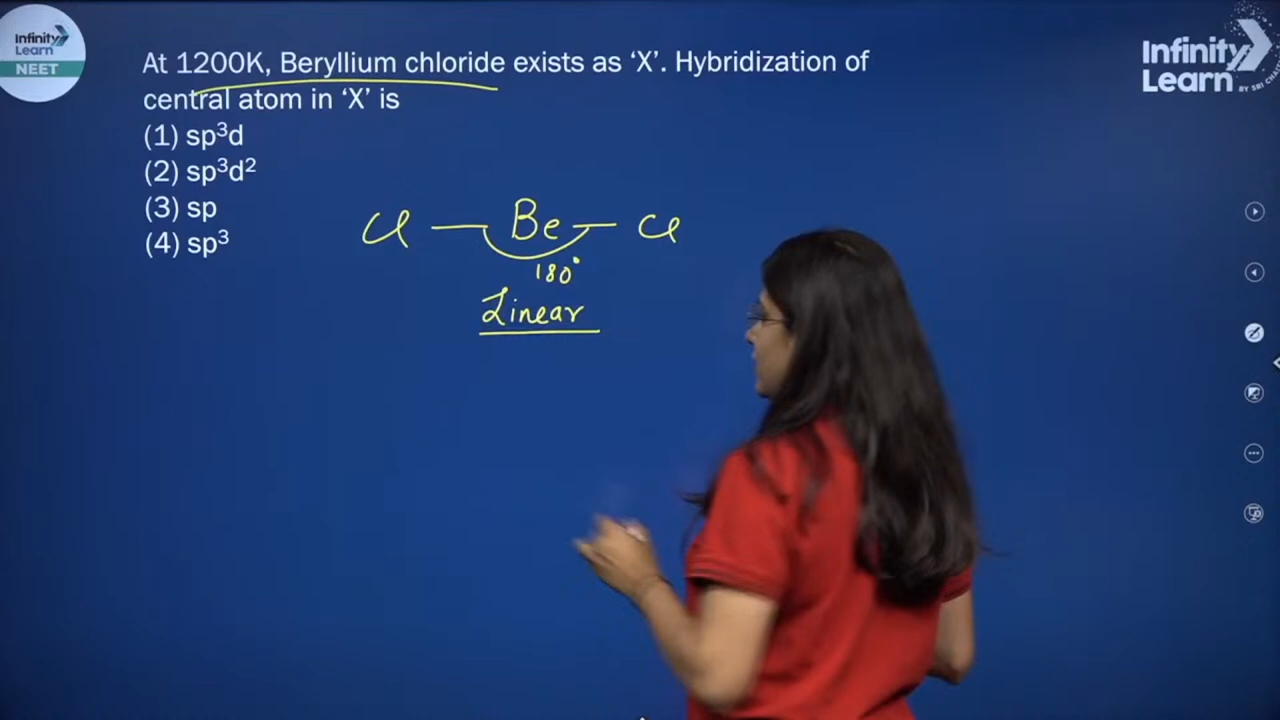 Infinity
Learn
NEET
At 1200K, Beryllium chloride exists as ‘X’. Hybridization of
central atom in ‘X’ is
(1) sp³d
(2) sp³d²
(3) sp
(4) sp³
Cl — Be — Cl
180°
Linear
Infinity
Learn